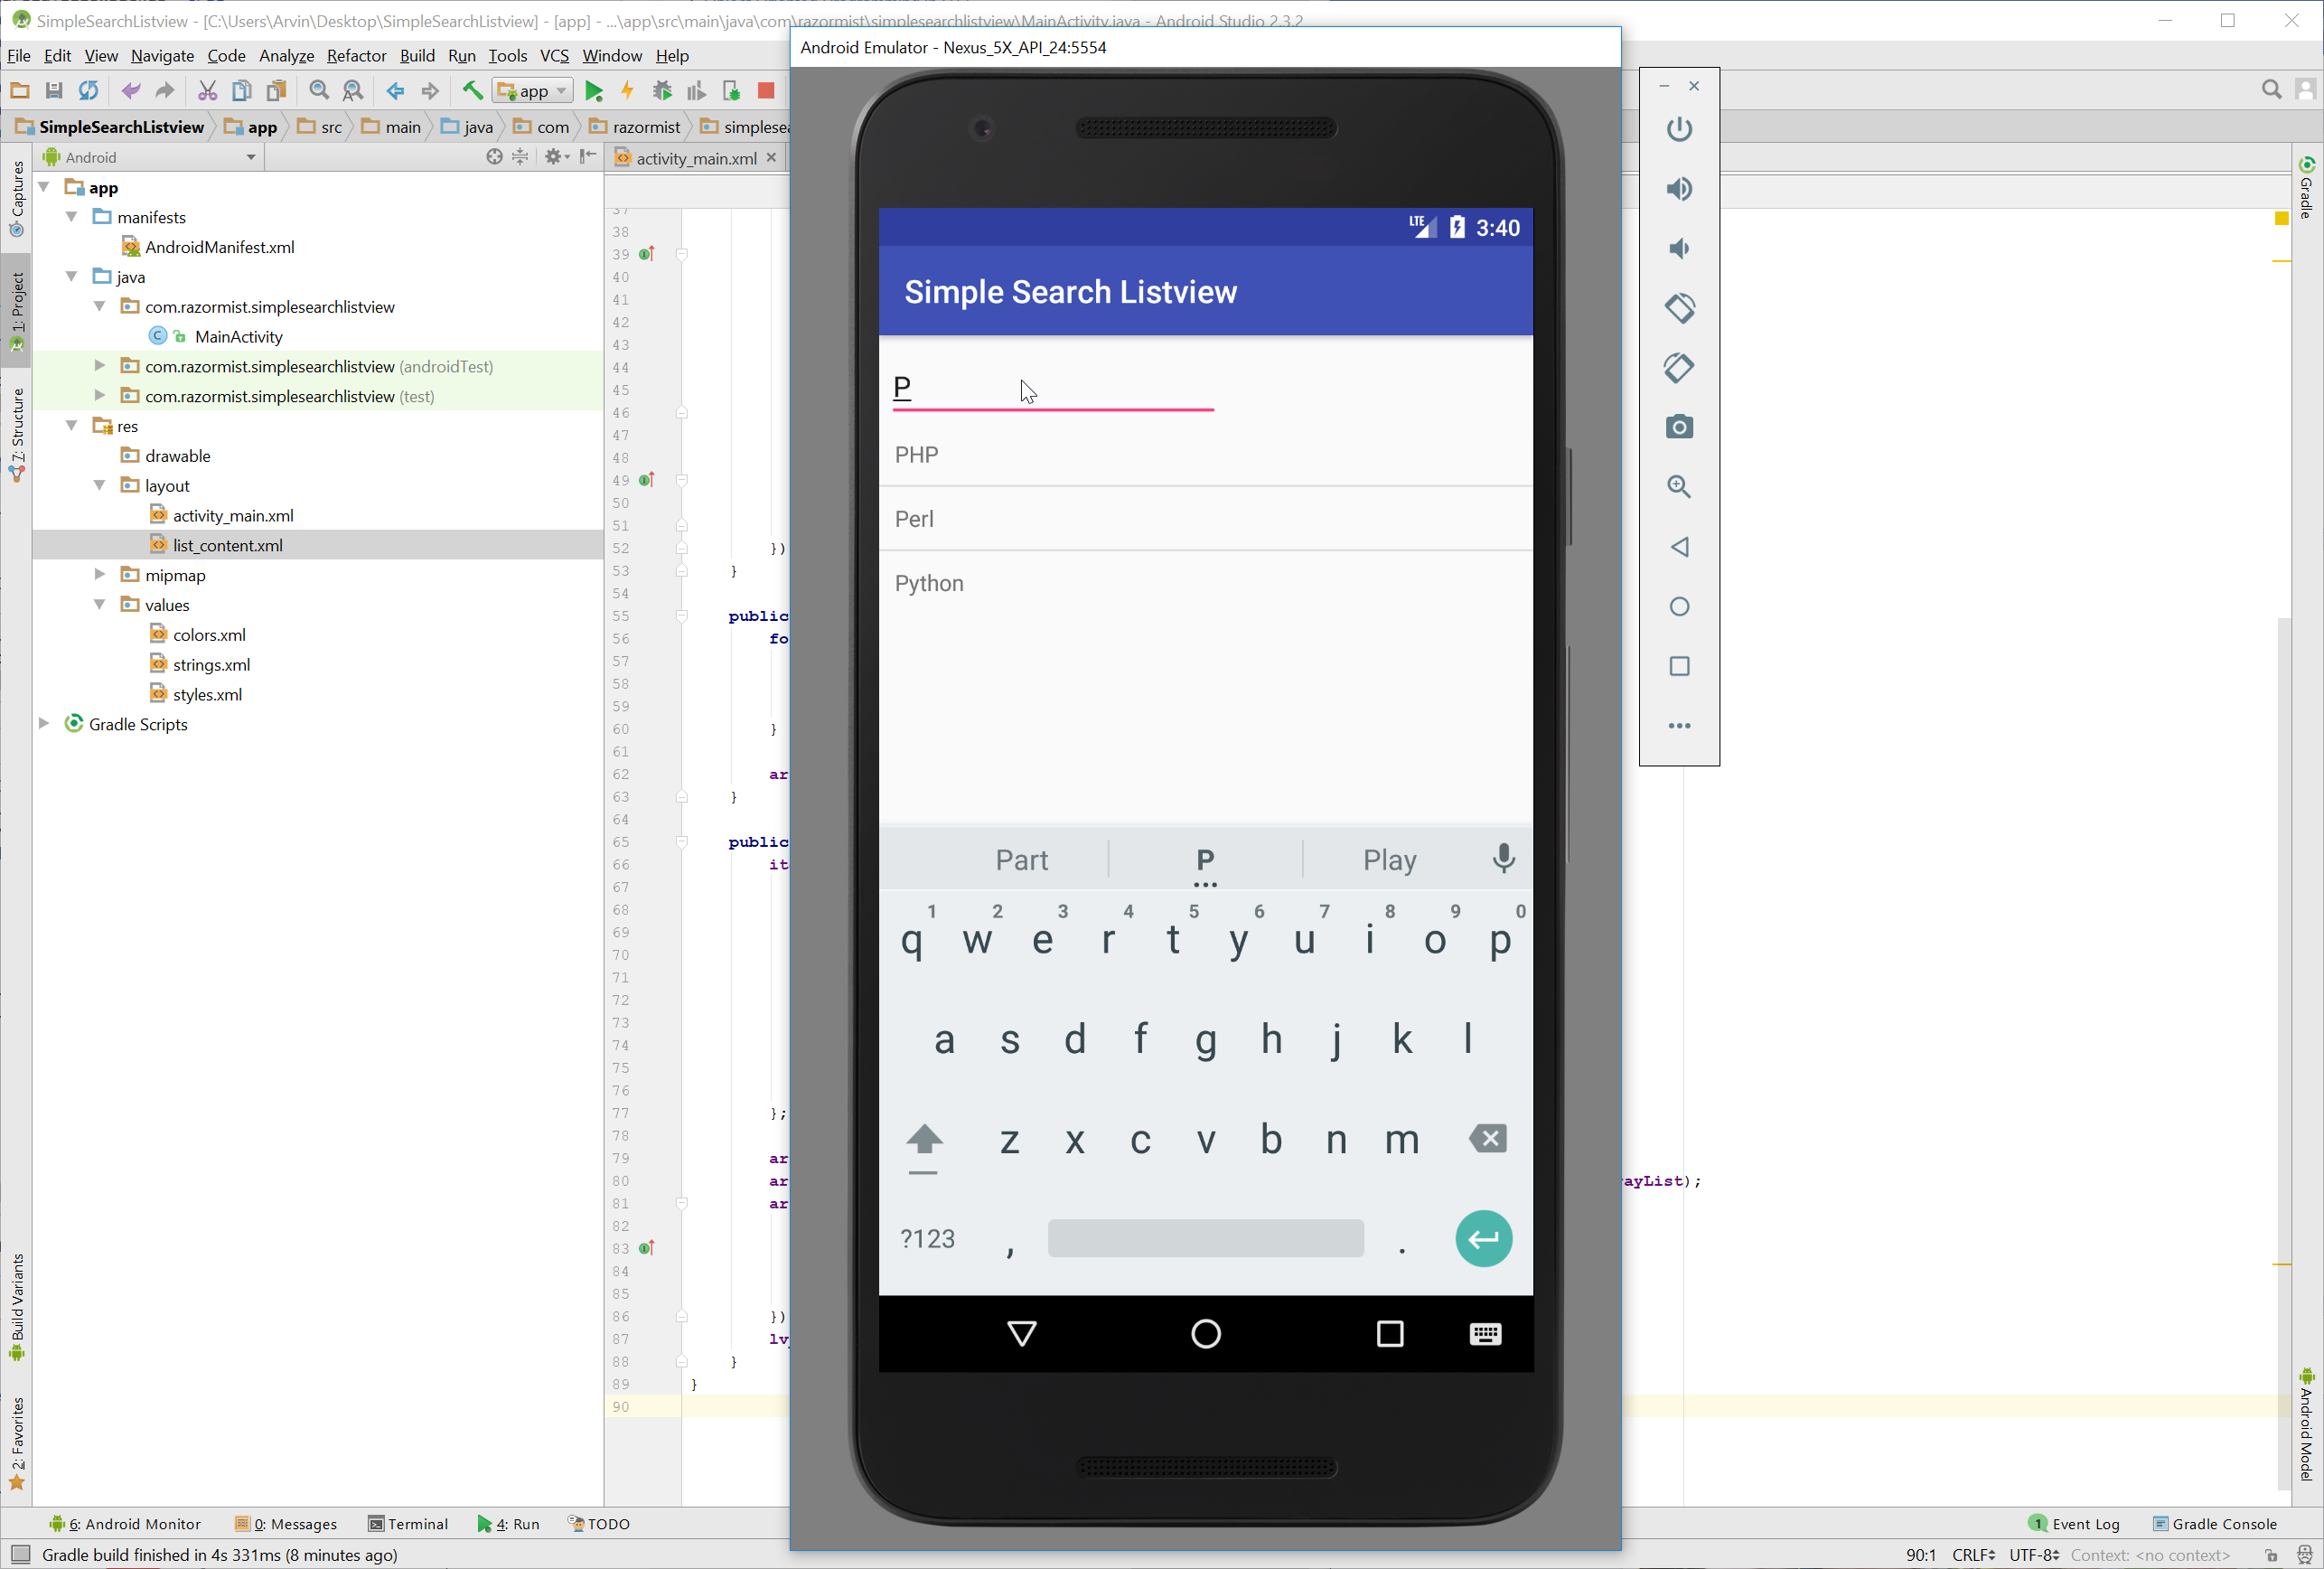 SimpleSearchListview - [C:\Users\Arvin\Desktop\SimpleSearchListview] - [app] - ...\app\src\main\java\com\razormist\simplesearchlistview\MainActivity.java - Android Studio 2.3.2
File Edit View Navigate Code Analyze Refactor Build Run Tools VCS Window Help
app
SimpleSearchListview app src main java com razormist simplesea
Android
activity_main.xml
Captures
1: Project
7: Structure
Build Variants
2: Favorites
app
manifests
AndroidManifest.xml
java
com.razormist.simplesearchlistview
MainActivity
com.razormist.simplesearchlistview (androidTest)
com.razormist.simplesearchlistview (test)
res
drawable
layout
activity_main.xml
list_content.xml
mipmap
values
colors.xml
strings.xml
styles.xml
Gradle Scripts
37
38
39
40
41
42
43
44
45
46
47
48
49
50
51
52 })
53 }
54
55 public
56 fo
57
58
59
60 }
61
62 ar
63 }
64
65 public
66 it
67
68
69
70
71
72
73
74
75
76
77 };
78
79 ar
80 ar ayList);
81 ar
82
83
84
85
86 })
87 lv
88 }
89 }
90
Android Emulator - Nexus_5X_API_24:5554
LTE 3:40
Simple Search Listview
P
PHP
Perl
Python
Part P Play
1 2 3 4 5 6 7 8 9 0
q w e r t y u i o p
a s d f g h j k l
z x c v b n m
?123 , .
Gradle
Android Model
6: Android Monitor 0: Messages Terminal 4: Run TODO
1 Event Log Gradle Console
Gradle build finished in 4s 331ms (8 minutes ago)
90:1 CRLF UTF-8 Context: <no context>